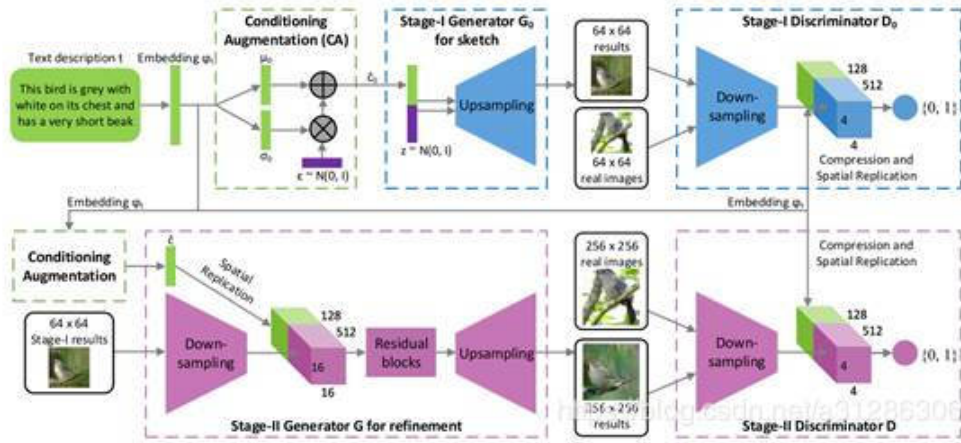 Conditioning
Augmentation (CA)
Stage-I Generator G₀
for sketch
Stage-I Discriminator D₀
Text description t
Embedding φₜ
This bird is grey with
white on its chest and
has a very short beak
μ₀
σ₀
ε ~ N(0, I)
ĉ₀
z ~ N(0, I)
Upsampling
64 x 64
results
64 x 64
real images
Down-
sampling
128
512
4
4
{0, 1}
Compression and
Spatial Replication
Embedding φₜ
Embedding φₜ
Conditioning
Augmentation
ĉ
Spatial
Replication
64 x 64
Stage-I results
Down-
sampling
128
512
16
16
Residual
blocks
Upsampling
256 x 256
real images
256 x 256
results
Compression and
Spatial Replication
Down-
sampling
128
512
4
4
{0, 1}
Stage-II Generator G for refinement
Stage-II Discriminator D